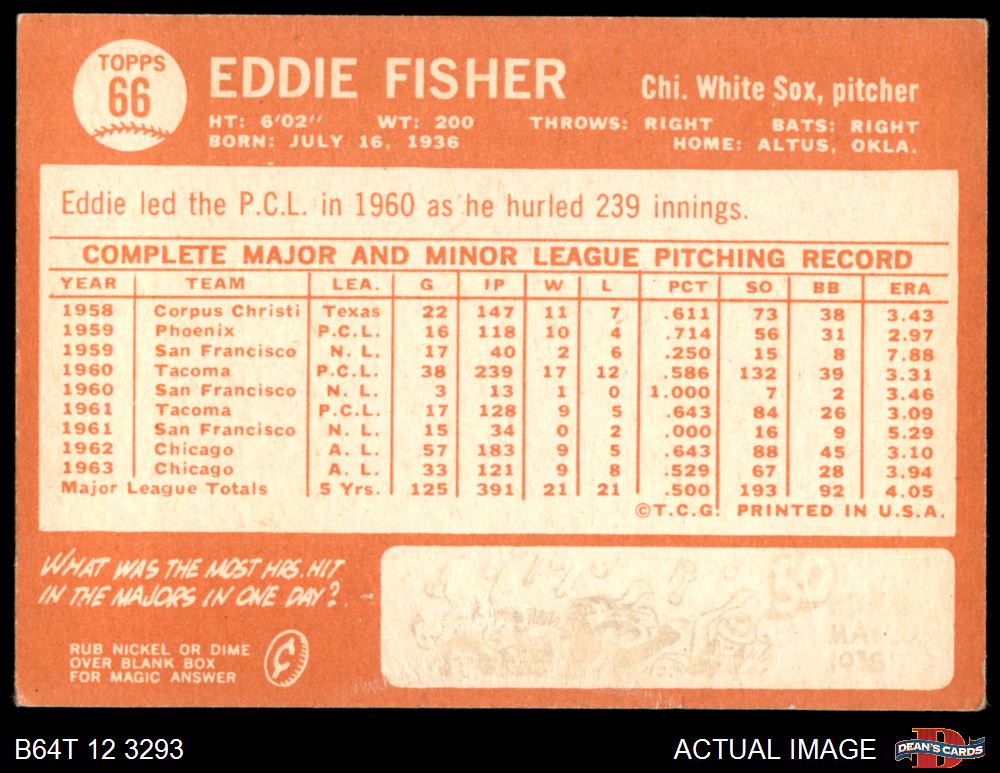 TOPPS
66
EDDIE FISHER
Chi. White Sox, pitcher
HT: 6'02" WT: 200 THROWS: RIGHT BATS: RIGHT
BORN: JULY 16, 1936 HOME: ALTUS, OKLA.
Eddie led the P.C.L. in 1960 as he hurled 239 innings.
COMPLETE MAJOR AND MINOR LEAGUE PITCHING RECORD
YEAR TEAM LEA. G IP W L PCT SO BB ERA
1958 Corpus Christi Texas 22 147 11 7 .611 73 38 3.43
1959 Phoenix P.C.L. 16 118 10 4 .714 56 31 2.97
1959 San Francisco N. L. 17 40 2 6 .250 15 8 7.88
1960 Tacoma P.C.L. 38 239 17 12 .586 132 39 3.31
1960 San Francisco N. L. 3 13 1 0 1.000 7 2 3.46
1961 Tacoma P.C.L. 17 128 9 5 .643 84 26 3.09
1961 San Francisco N. L. 15 34 0 2 .000 16 9 5.29
1962 Chicago A. L. 57 183 9 5 .643 88 45 3.10
1963 Chicago A. L. 33 121 9 8 .529 67 28 3.94
Major League Totals 5 Yrs. 125 391 21 21 .500 193 92 4.05
©T.C.G. PRINTED IN U.S.A.
WHAT WAS THE MOST HRS. HIT
IN THE MAJORS IN ONE DAY?
RUB NICKEL OR DIME
OVER BLANK BOX
FOR MAGIC ANSWER
50
B64T 12 3293
ACTUAL IMAGE
DEAN'S CARDS